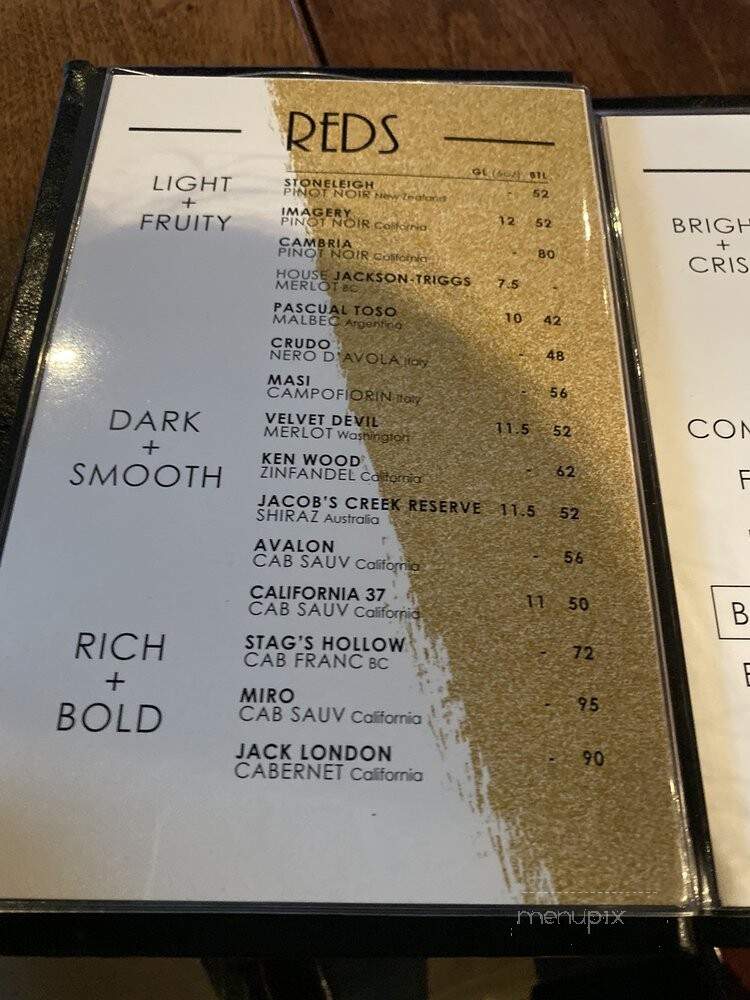 REDS
GL (5oz) BTL
LIGHT
+
FRUITY
STONELEIGH
PINOT NOIR New Zealand - 52
IMAGERY
PINOT NOIR California 12 52
CAMBRIA
PINOT NOIR California - 80
HOUSE JACKSON-TRIGGS
MERLOT BC 7.5 -
PASCUAL TOSO
MALBEC Argentina 10 42
CRUDO
NERO D'AVOLA Italy - 48
MASI
CAMPOFIORIN Italy - 56
DARK
+
SMOOTH
VELVET DEVIL
MERLOT Washington 11.5 52
KEN WOOD
ZINFANDEL California - 62
JACOB'S CREEK RESERVE 11.5 52
SHIRAZ Australia
AVALON
CAB SAUV California - 56
CALIFORNIA 37
CAB SAUV California 11 50
RICH
+
BOLD
STAG'S HOLLOW
CAB FRANC BC - 72
MIRO
CAB SAUV California - 95
JACK LONDON
CABERNET California - 90
BRIGH
+
CRIS
COM
F
B
E
menupix